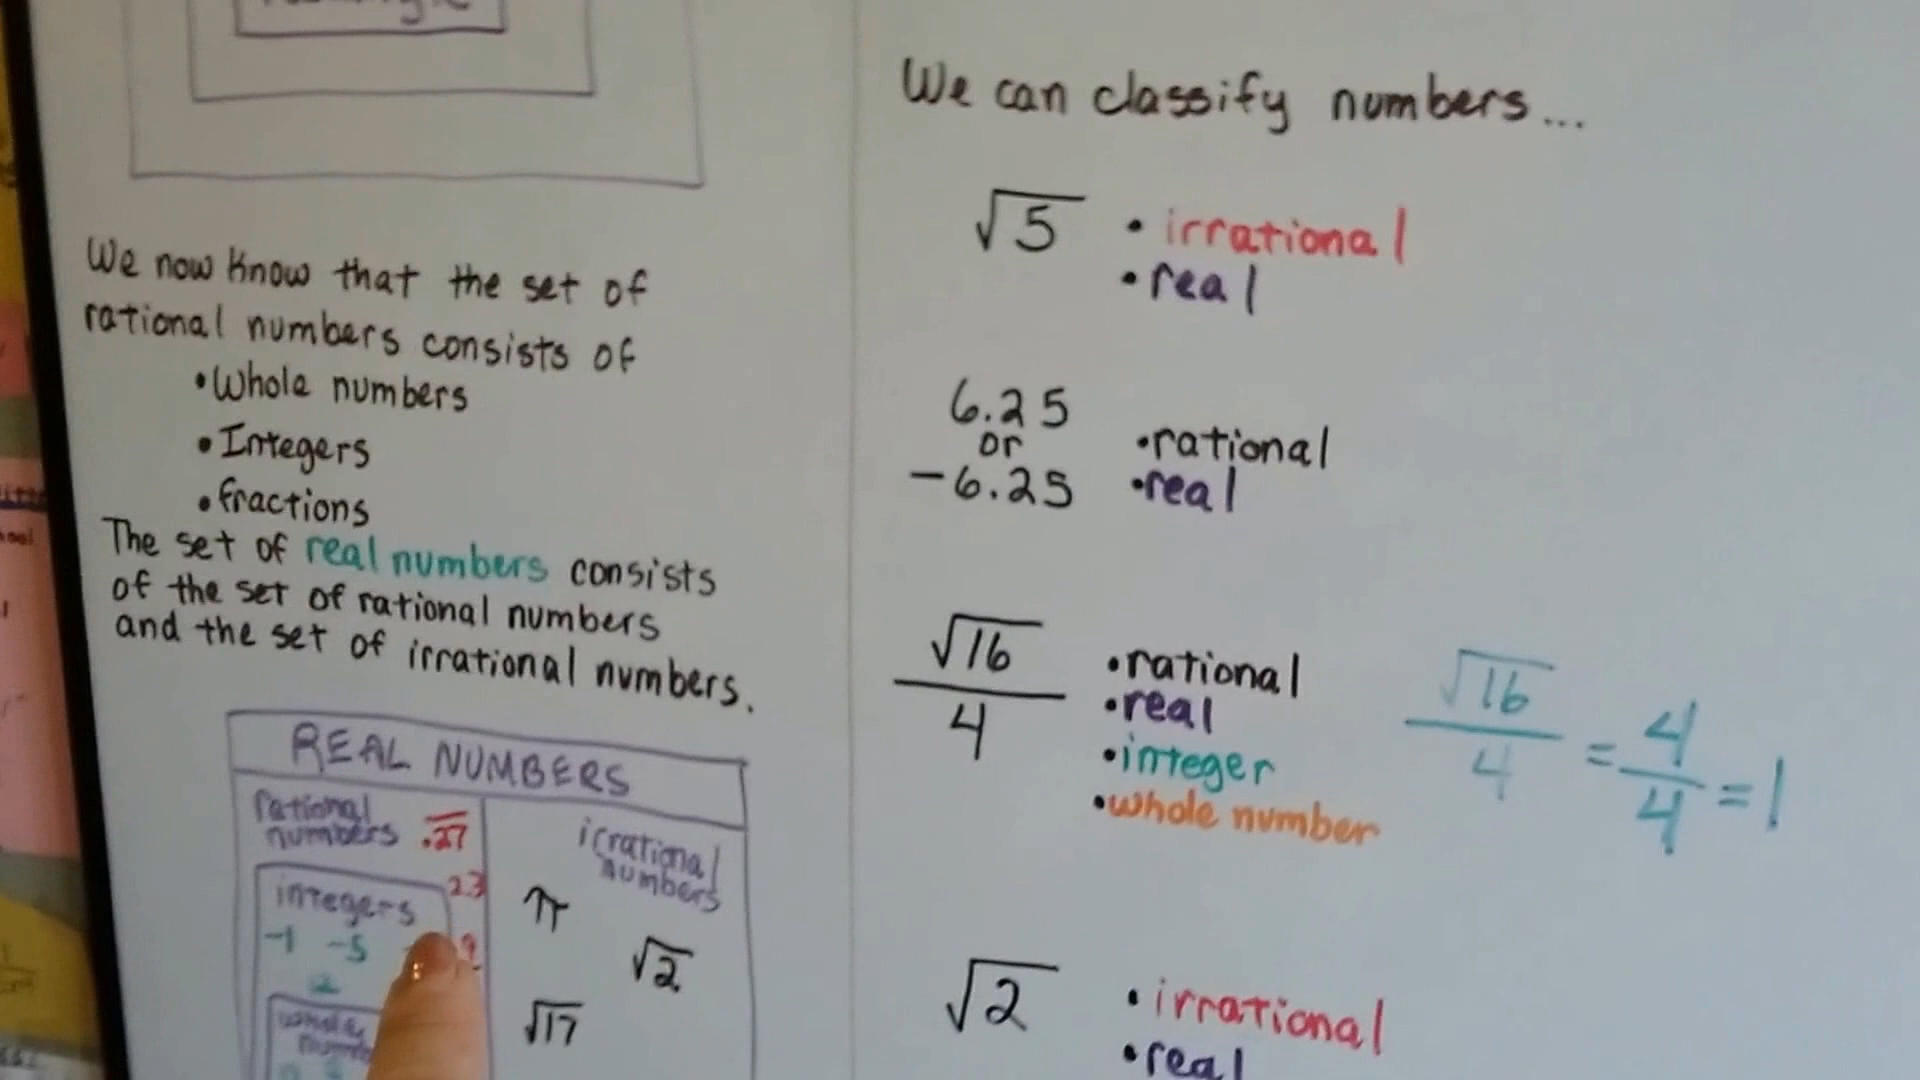 We now know that the set of
rational numbers consists of
•Whole numbers
•Integers
•fractions
The set of real numbers consists
of the set of rational numbers
and the set of irrational numbers.
REAL NUMBERS
rational
numbers .27̅
integers 23
-1 -5
2
whole
irrational
numbers
π
√2
√17
We can classify numbers...
√5 •irrational
•real
6.25
or
-6.25
•rational
•real
√16
4
•rational
•real
•integer
•whole number
√16/4 = 4/4 = 1
√2 •irrational
•real